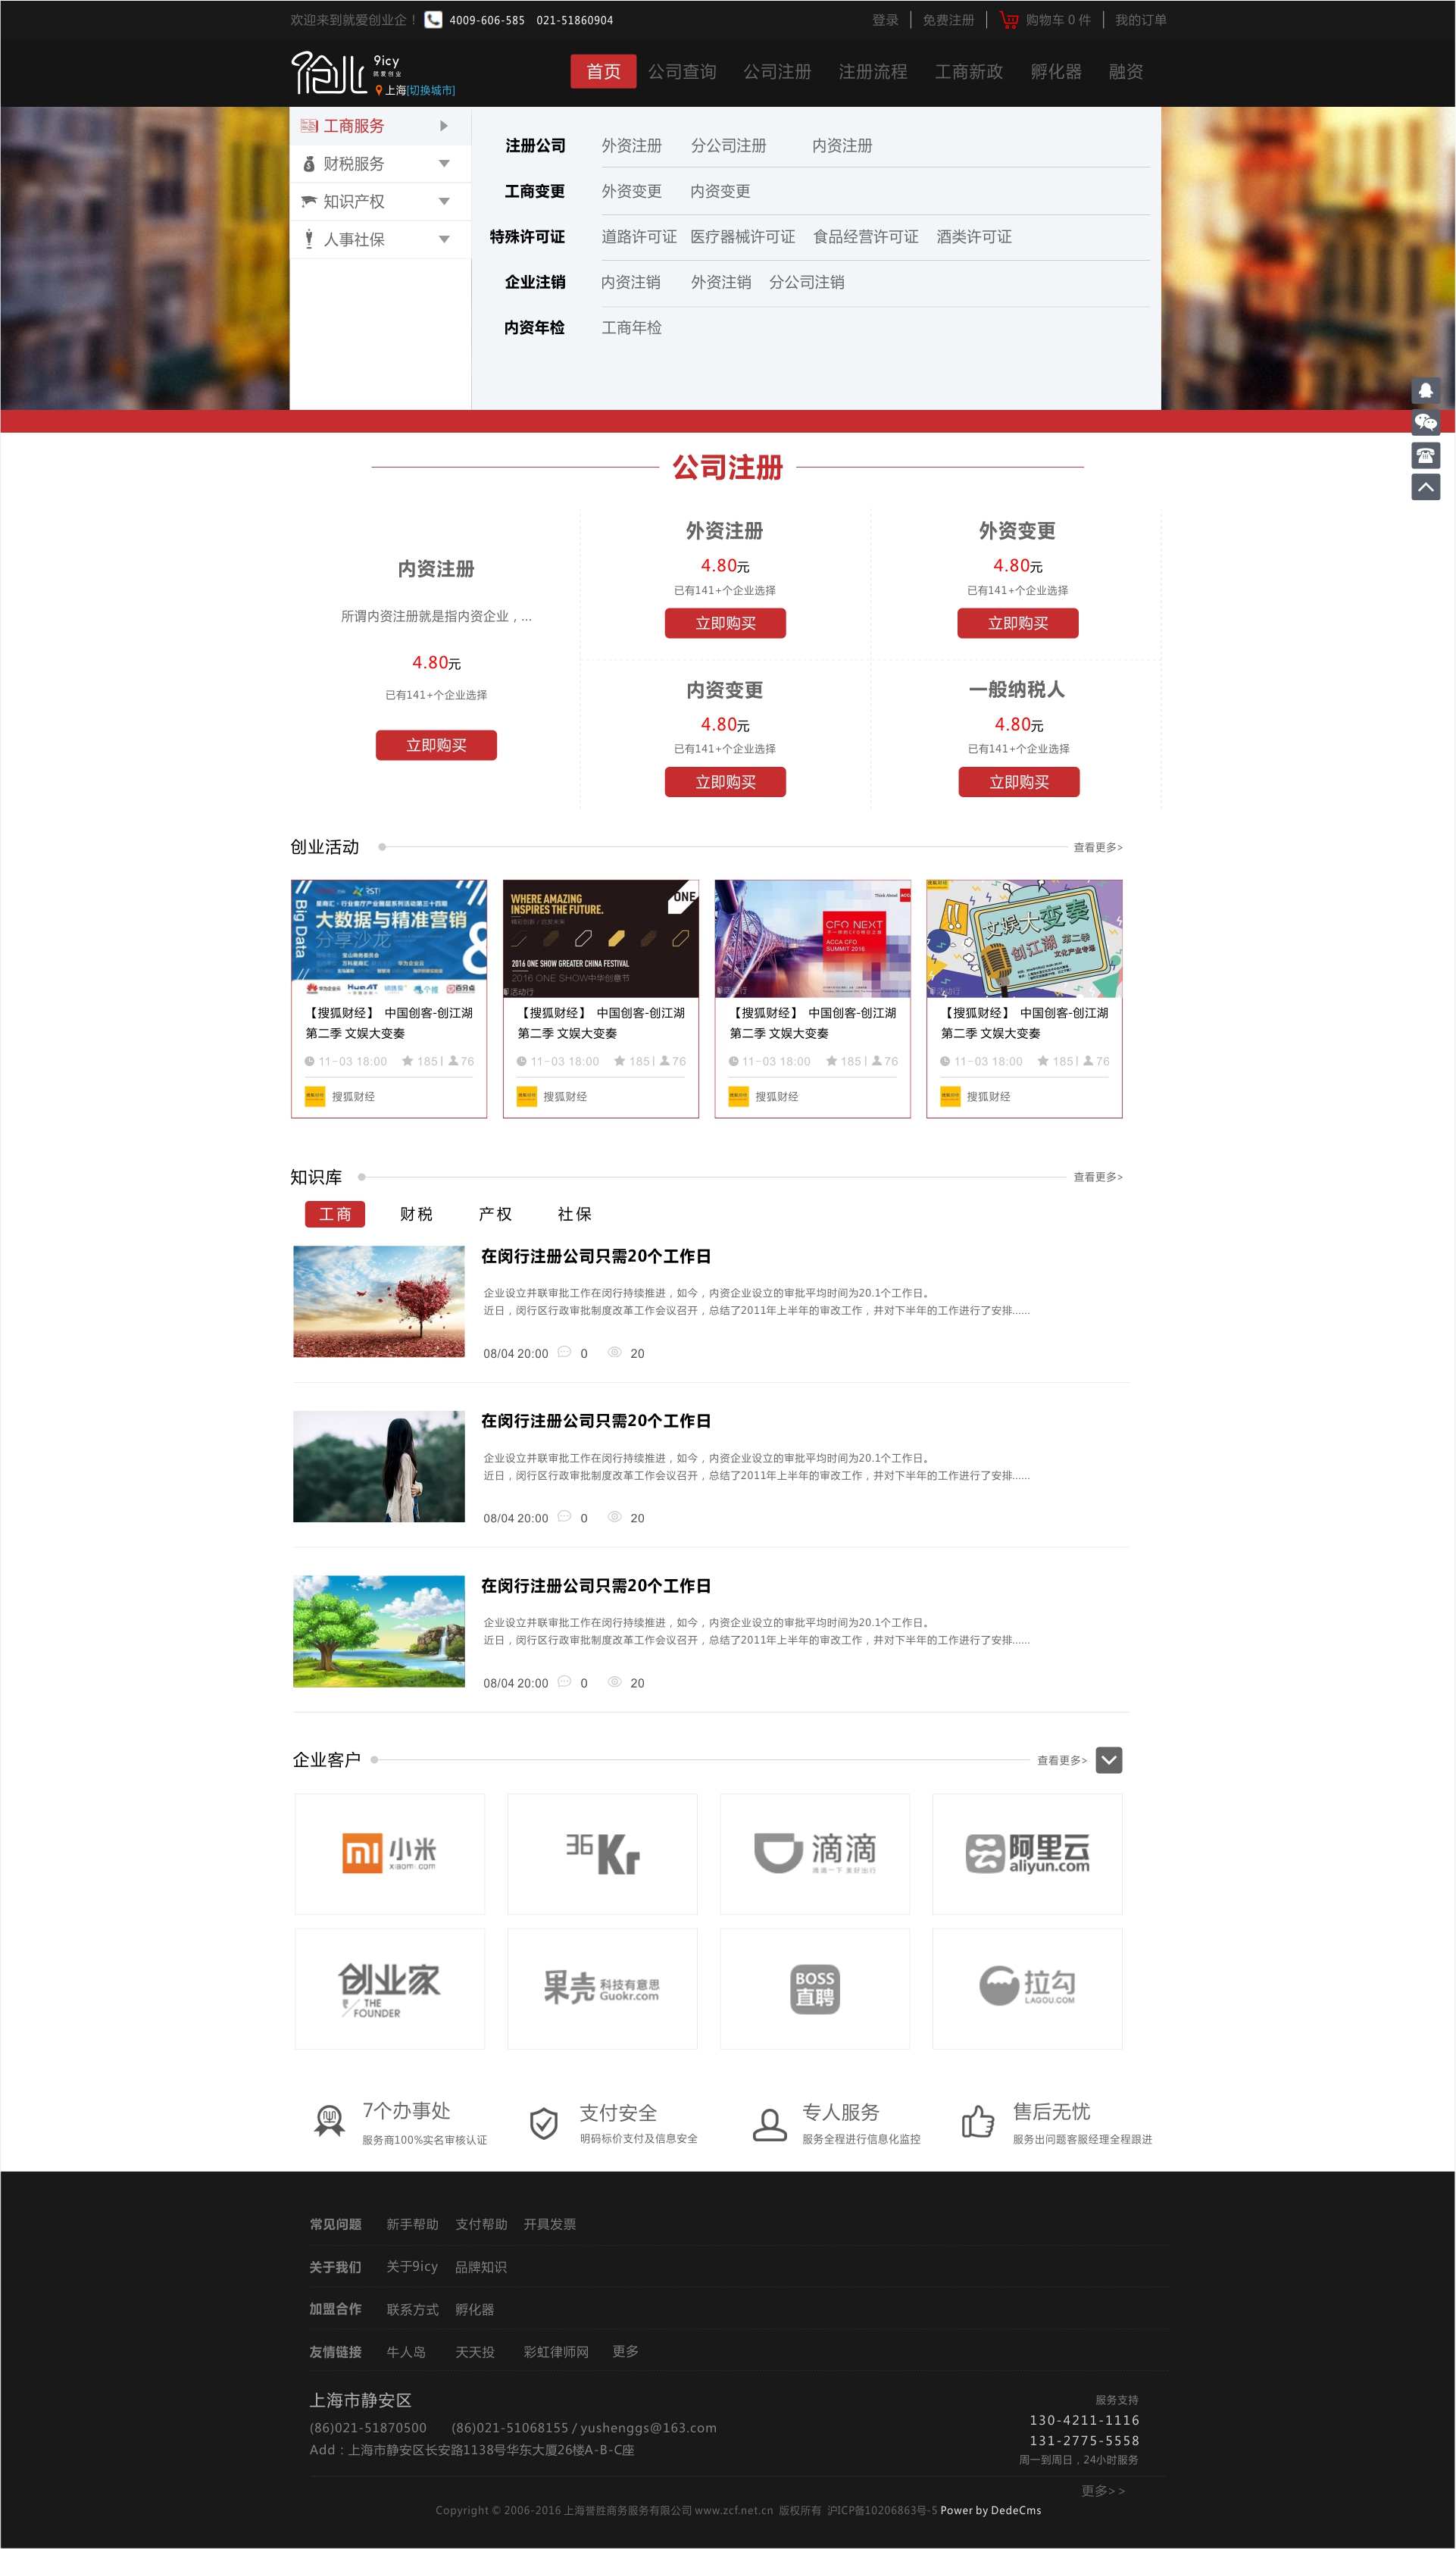 欢迎来到就爱创业企！ 4009-606-585 021-51860904 登录 免费注册 购物车 0 件 我的订单
9icy
就爱创业
上海[切换城市]
首页 公司查询 公司注册 注册流程 工商新政 孵化器 融资
工商服务
财税服务
知识产权
人事社保
注册公司 外资注册 分公司注册 内资注册
工商变更 外资变更 内资变更
特殊许可证 道路许可证 医疗器械许可证 食品经营许可证 酒类许可证
企业注销 内资注销 外资注销 分公司注销
内资年检 工商年检
公司注册
内资注册
所谓内资注册就是指内资企业，...
4.80元
已有141+个企业选择
立即购买
外资注册
4.80元
已有141+个企业选择
立即购买
外资变更
4.80元
已有141+个企业选择
立即购买
内资变更
4.80元
已有141+个企业选择
立即购买
一般纳税人
4.80元
已有141+个企业选择
立即购买
创业活动 查看更多>
Big Data
大数据与精准营销
分享沙龙
WHERE AMAZING
INSPIRES THE FUTURE.
ONE
2016 ONE SHOW GREATER CHINA FESTIVAL
2016 ONE SHOW中华创意节
CFO NEXT
ACCA CFO
SUMMIT 2016
文娱大变奏
创江湖 第二季
文化产业专场
【搜狐财经】 中国创客-创江湖
第二季 文娱大变奏
11-03 18:00 185 | 76
搜狐财经
【搜狐财经】 中国创客-创江湖
第二季 文娱大变奏
11-03 18:00 185 | 76
搜狐财经
【搜狐财经】 中国创客-创江湖
第二季 文娱大变奏
11-03 18:00 185 | 76
搜狐财经
【搜狐财经】 中国创客-创江湖
第二季 文娱大变奏
11-03 18:00 185 | 76
搜狐财经
知识库 查看更多>
工商 财税 产权 社保
在闵行注册公司只需20个工作日
企业设立并联审批工作在闵行持续推进，如今，内资企业设立的审批平均时间为20.1个工作日。
近日，闵行区行政审批制度改革工作会议召开，总结了2011年上半年的审改工作，并对下半年的工作进行了安排......
08/04 20:00 0 20
在闵行注册公司只需20个工作日
企业设立并联审批工作在闵行持续推进，如今，内资企业设立的审批平均时间为20.1个工作日。
近日，闵行区行政审批制度改革工作会议召开，总结了2011年上半年的审改工作，并对下半年的工作进行了安排......
08/04 20:00 0 20
在闵行注册公司只需20个工作日
企业设立并联审批工作在闵行持续推进，如今，内资企业设立的审批平均时间为20.1个工作日。
近日，闵行区行政审批制度改革工作会议召开，总结了2011年上半年的审改工作，并对下半年的工作进行了安排......
08/04 20:00 0 20
企业客户 查看更多>
小米
xiaomi.com
36Kr
滴滴
滴滴一下 美好出行
阿里云
aliyun.com
创业家
THE
FOUNDER
果壳 科技有意思
Guokr.com
BOSS
直聘
拉勾
LAGOU.COM
7个办事处
服务商100%实名审核认证
支付安全
明码标价支付及信息安全
专人服务
服务全程进行信息化监控
售后无忧
服务出问题客服经理全程跟进
常见问题 新手帮助 支付帮助 开具发票
关于我们 关于9icy 品牌知识
加盟合作 联系方式 孵化器
友情链接 牛人岛 天天投 彩虹律师网 更多
上海市静安区
(86)021-51870500 (86)021-51068155 / yushenggs@163.com
Add：上海市静安区长安路1138号华东大厦26楼A-B-C座
服务支持
130-4211-1116
131-2775-5558
周一到周日，24小时服务
更多>>
Copyright © 2006-2016 上海誉胜商务服务有限公司 www.zcf.net.cn 版权所有 沪ICP备10206863号-5 Power by DedeCms